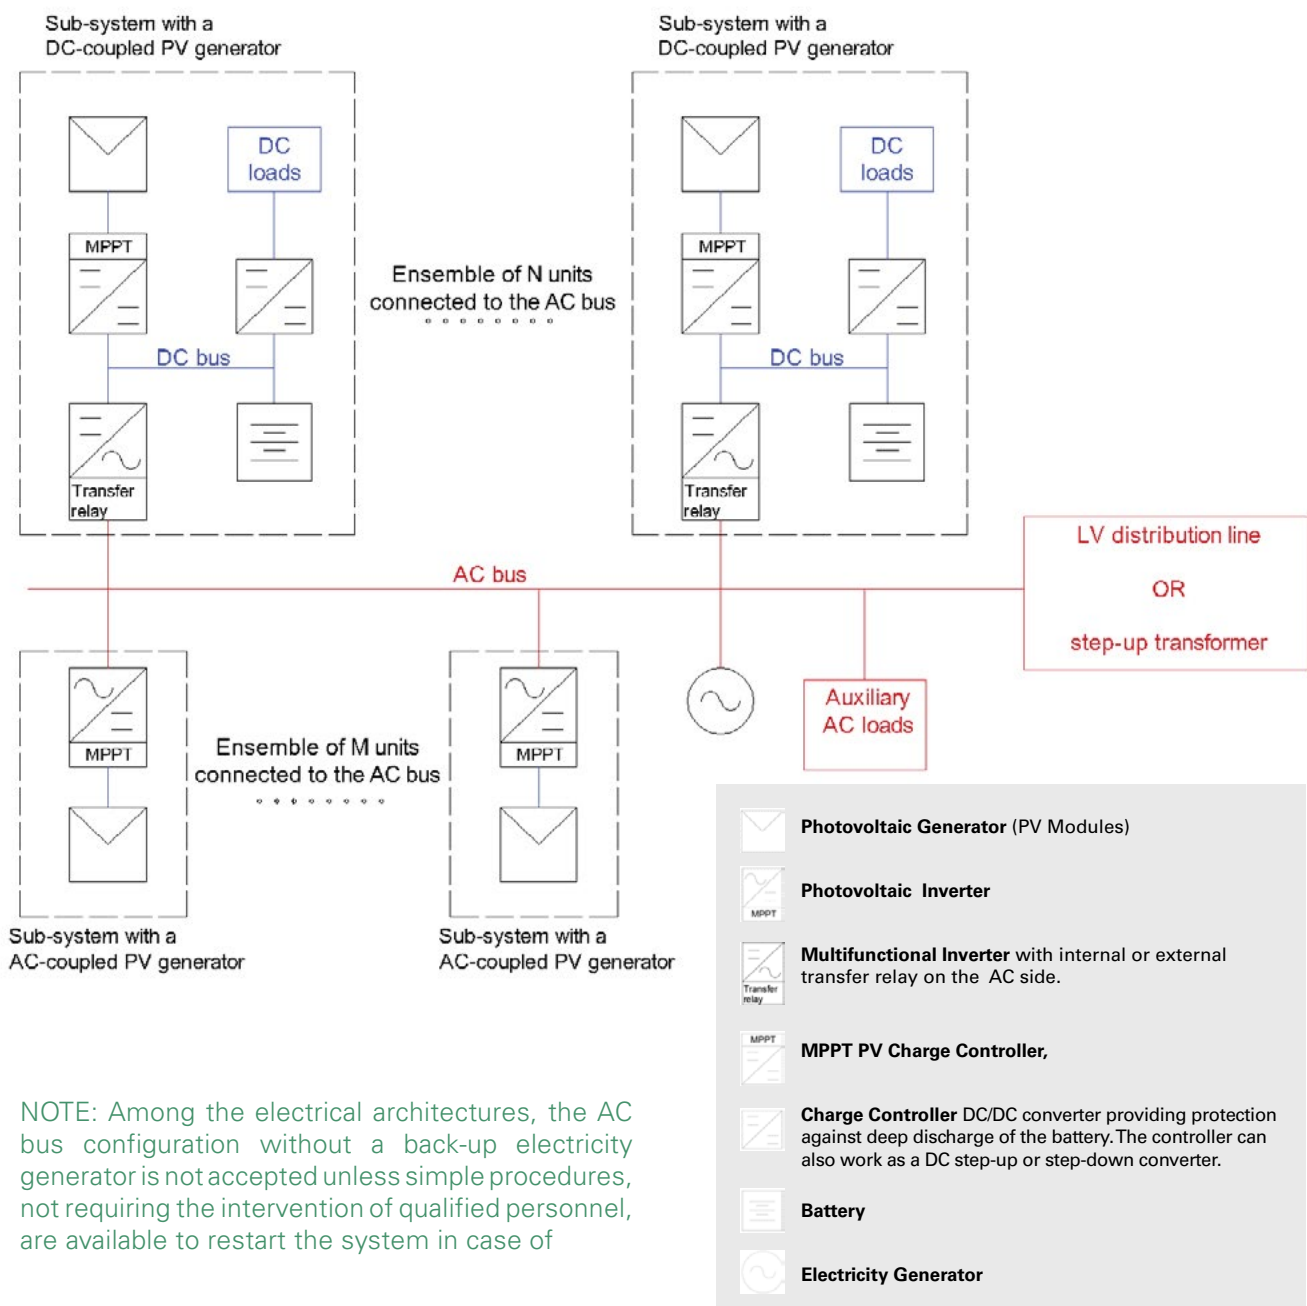 Sub-system with a
DC-coupled PV generator
Sub-system with a
DC-coupled PV generator
DC
loads
DC
loads
MPPT
MPPT
Ensemble of N units
connected to the AC bus
DC bus
DC bus
Transfer
relay
Transfer
relay
AC bus
LV distribution line
OR
step-up transformer
MPPT
MPPT
Ensemble of M units
connected to the AC bus
Auxiliary
AC loads
Sub-system with a
AC-coupled PV generator
Sub-system with a
AC-coupled PV generator
Photovoltaic Generator (PV Modules)
MPPT
Photovoltaic Inverter
Transfer
relay
Multifunctional Inverter with internal or external
transfer relay on the AC side.
MPPT
MPPT PV Charge Controller,
Charge Controller DC/DC converter providing protection
against deep discharge of the battery. The controller can
also work as a DC step-up or step-down converter.
Battery
Electricity Generator
NOTE: Among the electrical architectures, the AC
bus configuration without a back-up electricity
generator is not accepted unless simple procedures,
not requiring the intervention of qualified personnel,
are available to restart the system in case of